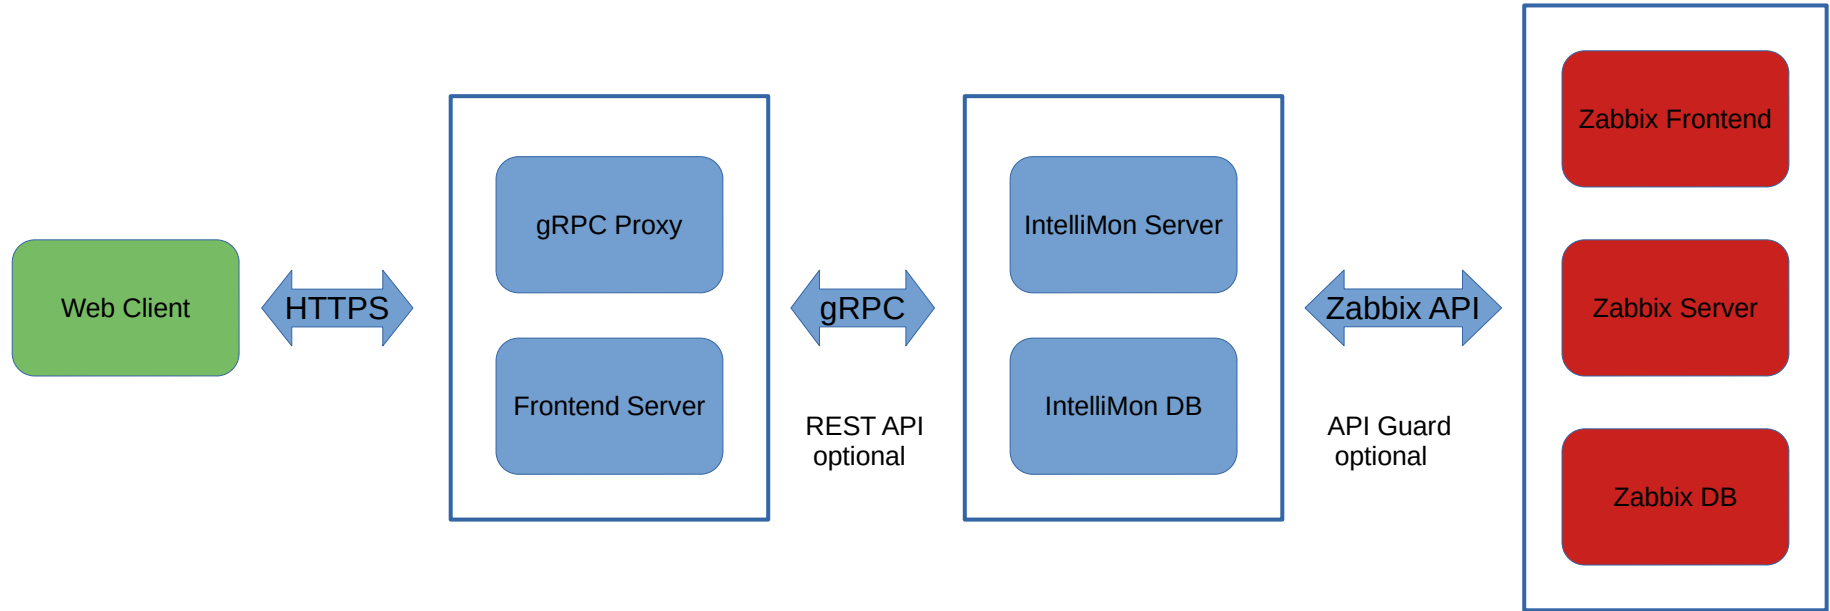 Web Client
HTTPS
gRPC Proxy
Frontend Server
gRPC
REST API
optional
IntelliMon Server
IntelliMon DB
Zabbix API
API Guard
optional
Zabbix Frontend
Zabbix Server
Zabbix DB